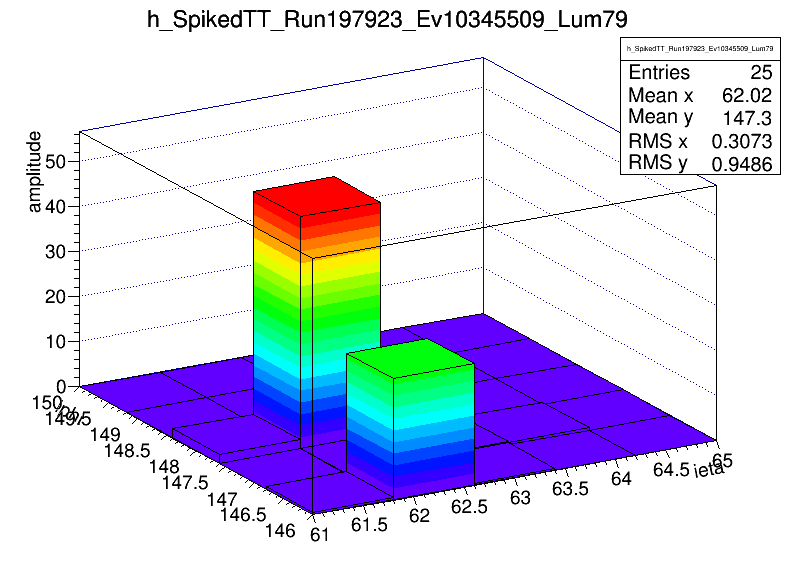 h_SpikedTT_Run197923_Ev10345509_Lum79
h_SpikedTT_Run197923_Ev10345509_Lum79
Entries 25
Mean x 62.02
Mean y 147.3
RMS x 0.3073
RMS y 0.9486
amplitude
50
40
30
20
10
0
150
149.5
149
148.5
148
147.5
147
146.5
146
61
61.5
62
62.5
63
63.5
64
64.5
65
ieta